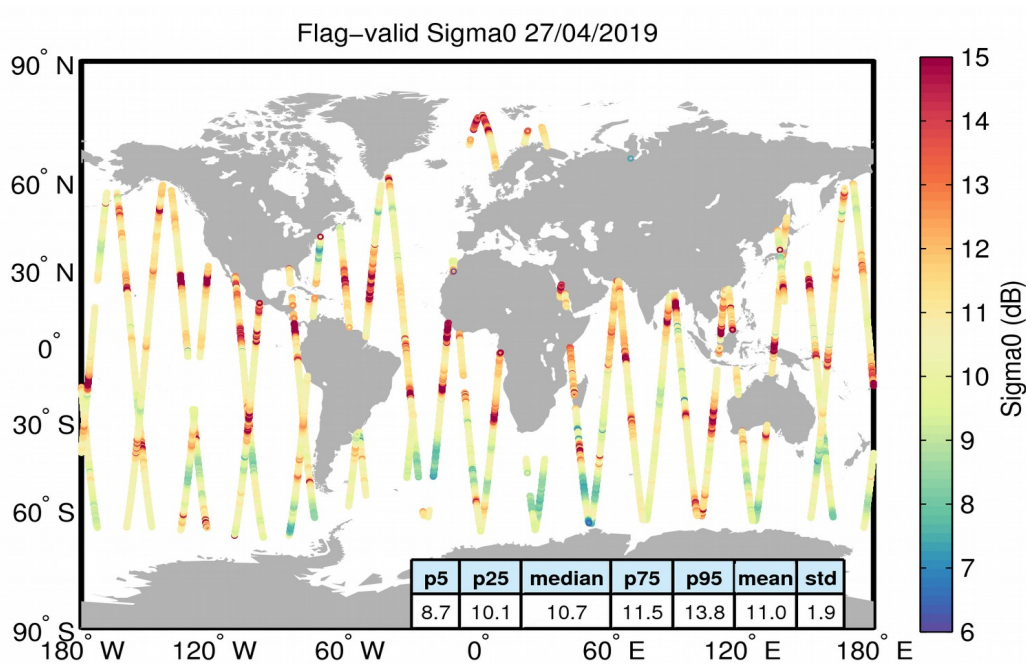 Flag–valid Sigma0 27/04/2019
90° N
60° N
30° N
0°
30° S
60° S
90° S
180° W
120° W
60° W
0°
60° E
120° E
180° E
p5 p25 median p75 p95 mean std
8.7 10.1 10.7 11.5 13.8 11.0 1.9
15
14
13
12
11
10
9
8
7
6
Sigma0 (dB)